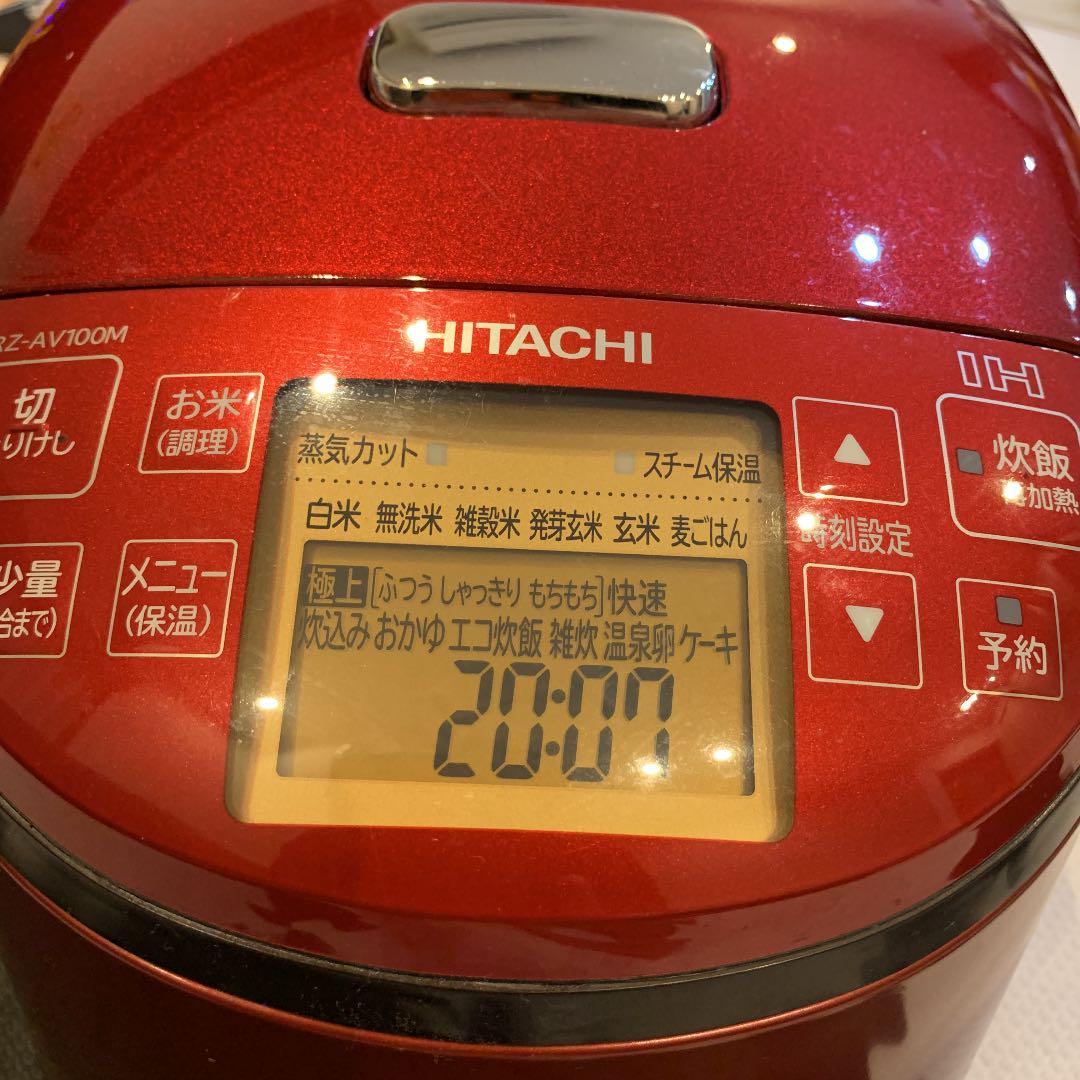 RZ-AV100M
HITACHI
IH
切
お米
(調理)
メニュー
(保温)
少量
蒸気カット
スチーム保温
白米 無洗米 雑穀米 発芽玄米 玄米 麦ごはん
極上 [ふつう しゃっきり もちもち] 快速
炊込み おかゆ エコ炊飯 雑炊 温泉卵 ケーキ
20:07
時刻設定
炊飯
加熱
予約